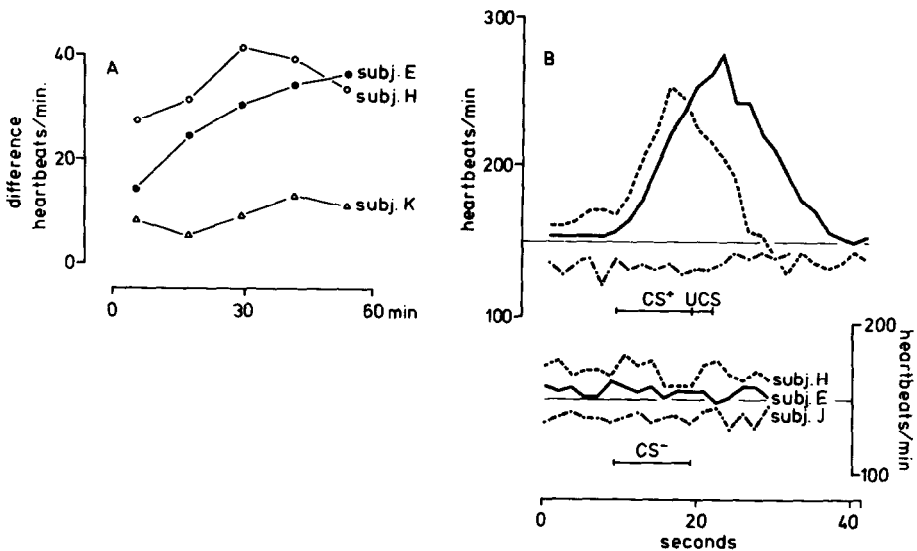 A
difference
heartbeats/min.
40
20
0
subj. E
subj. H
subj. K
0 30 60 min
B
heartbeats/min
300
200
100
CS+ UCS
200
100
heartbeats/min
subj. H
subj. E
subj. J
CS-
0 20 40
seconds